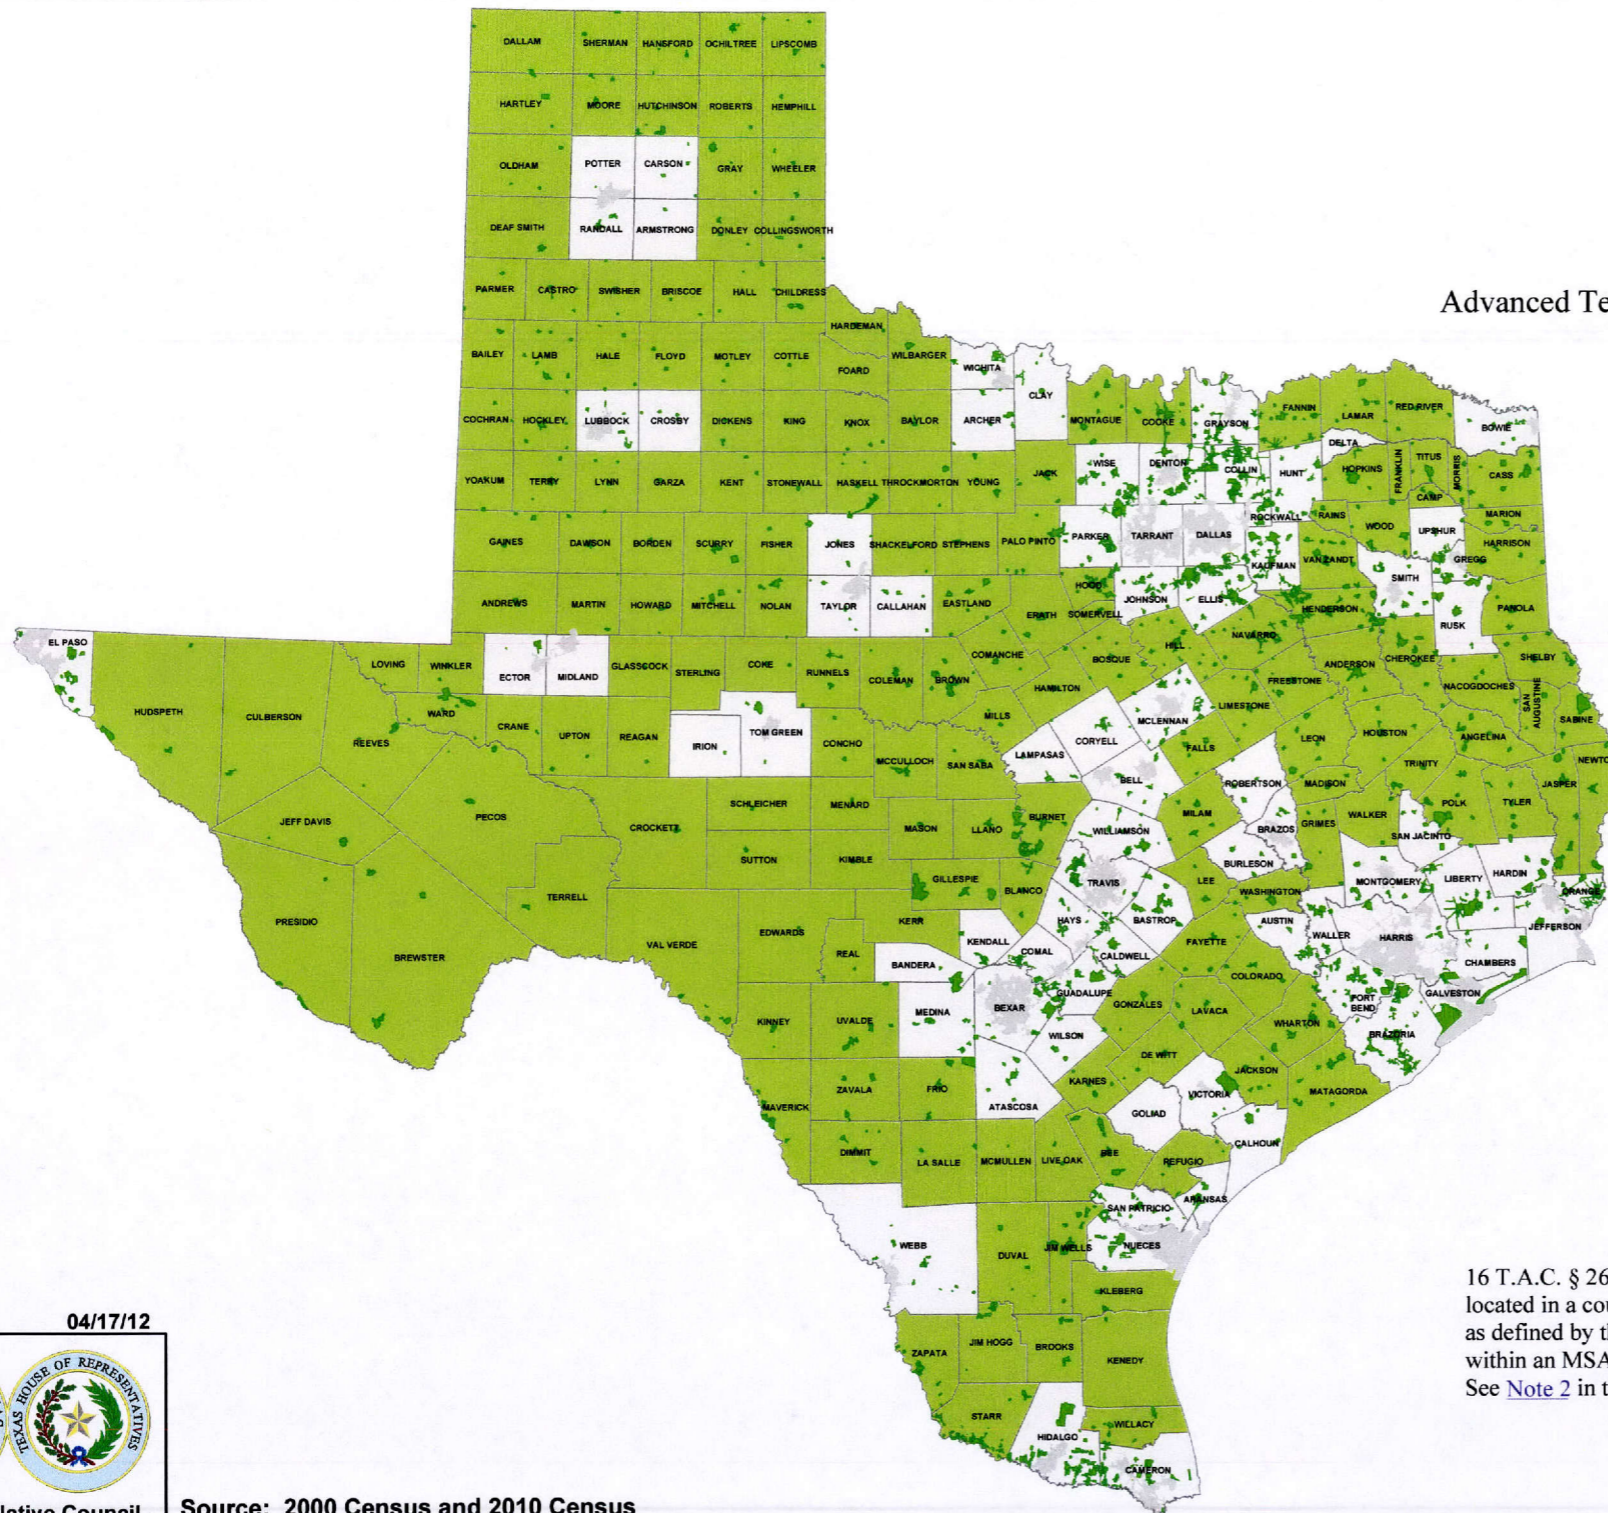 DALLAM SHERMAN HANSFORD OCHILTREE LIPSCOMB
HARTLEY MOORE HUTCHINSON ROBERTS HEMPHILL
OLDHAM POTTER CARSON GRAY WHEELER
DEAF SMITH RANDALL ARMSTRONG DONLEY COLLINGSWORTH
PARMER CASTRO SWISHER BRISCOE HALL CHILDRESS
Advanced Te
HARDEMAN
BAILEY LAMB HALE FLOYD MOTLEY COTTLE FOARD WILBARGER WICHITA
CLAY
COCHRAN HOCKLEY LUBBOCK CROSBY DICKENS KING KNOX BAYLOR ARCHER MONTAGUE COOKE GRAYSON FANNIN LAMAR RED RIVER BOWIE
DELTA
YOAKUM TERRY LYNN GARZA KENT STONEWALL HASKELL THROCKMORTON YOUNG JACK WISE DENTON COLLIN HUNT HOPKINS FRANKLIN TITUS MORRIS CASS
CAMP
ROCKWALL RAINS WOOD UPSHUR MARION
GAINES DAWSON BORDEN SCURRY FISHER JONES SHACKELFORD STEPHENS PALO PINTO PARKER TARRANT DALLAS HARRISON
KAUFMAN VAN ZANDT SMITH GREGG
ANDREWS MARTIN HOWARD MITCHELL NOLAN TAYLOR CALLAHAN EASTLAND ERATH HOOD SOMERVELL JOHNSON ELLIS HENDERSON RUSK PANOLA
EL PASO LOVING WINKLER ECTOR MIDLAND GLASSCOCK STERLING COKE RUNNELS COLEMAN BROWN COMANCHE BOSQUE HILL NAVARRO ANDERSON CHEROKEE SHELBY
HAMILTON FREESTONE NACOGDOCHES SAN AUGUSTINE SABINE
HUDSPETH CULBERSON REEVES WARD CRANE UPTON REAGAN IRION TOM GREEN CONCHO MILLS CORYELL MCLENNAN LIMESTONE LEON HOUSTON ANGELINA
MCCULLOCH SAN SABA LAMPASAS BELL FALLS ROBERTSON MADISON TRINITY NEWTO
JASPER
JEFF DAVIS PECOS CROCKETT SCHLEICHER MENARD MASON LLANO BURNET WILLIAMSON MILAM BRAZOS GRIMES WALKER SAN JACINTO POLK TYLER
SUTTON KIMBLE GILLESPIE BLANCO TRAVIS LEE BURLESON WASHINGTON MONTGOMERY LIBERTY HARDIN ORANGE
PRESIDIO BREWSTER TERRELL VAL VERDE EDWARDS KERR REAL KENDALL HAYS BASTROP FAYETTE AUSTIN WALLER HARRIS JEFFERSON
BANDERA COMAL CALDWELL COLORADO CHAMBERS
KINNEY UVALDE MEDINA BEXAR GUADALUPE GONZALES LAVACA WHARTON FORT BEND GALVESTON
WILSON DE WITT BRAZORIA
MAVERICK ZAVALA FRIO ATASCOSA KARNES GOLIAD VICTORIA JACKSON MATAGORDA
DIMMIT LA SALLE MCMULLEN LIVE OAK BEE REFUGIO CALHOUN
SAN PATRICIO ARANSAS
WEBB DUVAL JIM WELLS NUECES
KLEBERG
ZAPATA JIM HOGG BROOKS KENEDY
STARR HIDALGO WILLACY
CAMERON
16 T.A.C. § 26
located in a cou
as defined by th
within an MSA
See Note 2 in t
04/17/12
TEXAS HOUSE OF REPRESENTATIVES
lative Council
Source: 2000 Census and 2010 Census